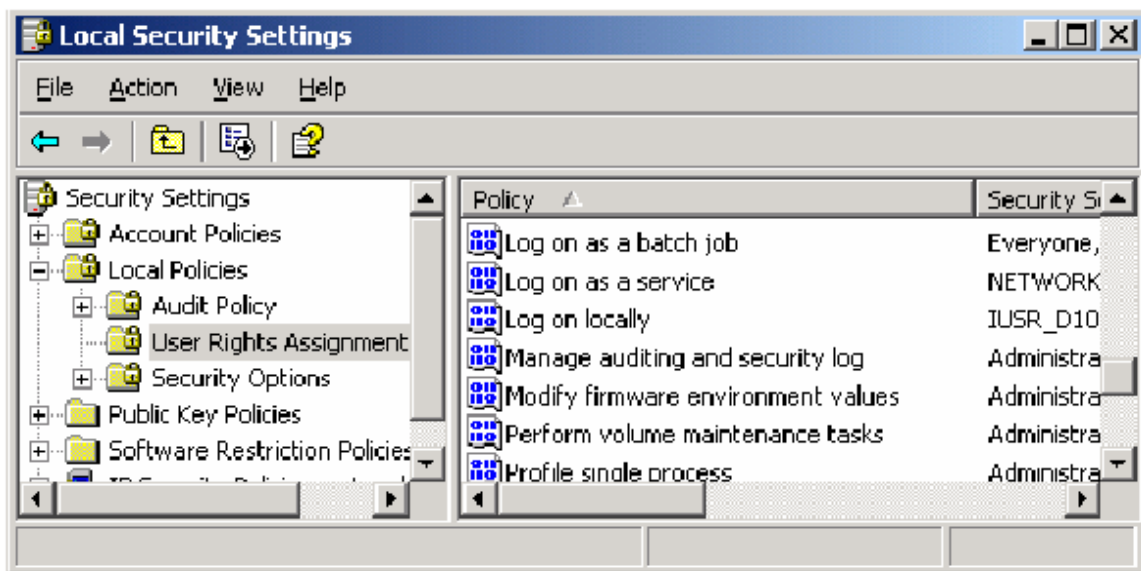 Local Security Settings
File Action View Help
Security Settings
Account Policies
Local Policies
Audit Policy
User Rights Assignment
Security Options
Public Key Policies
Software Restriction Policies
Policy Security S
Log on as a batch job Everyone,
Log on as a service NETWORK
Log on locally IUSR_D10
Manage auditing and security log Administra
Modify firmware environment values Administra
Perform volume maintenance tasks Administra
Profile single process Administra